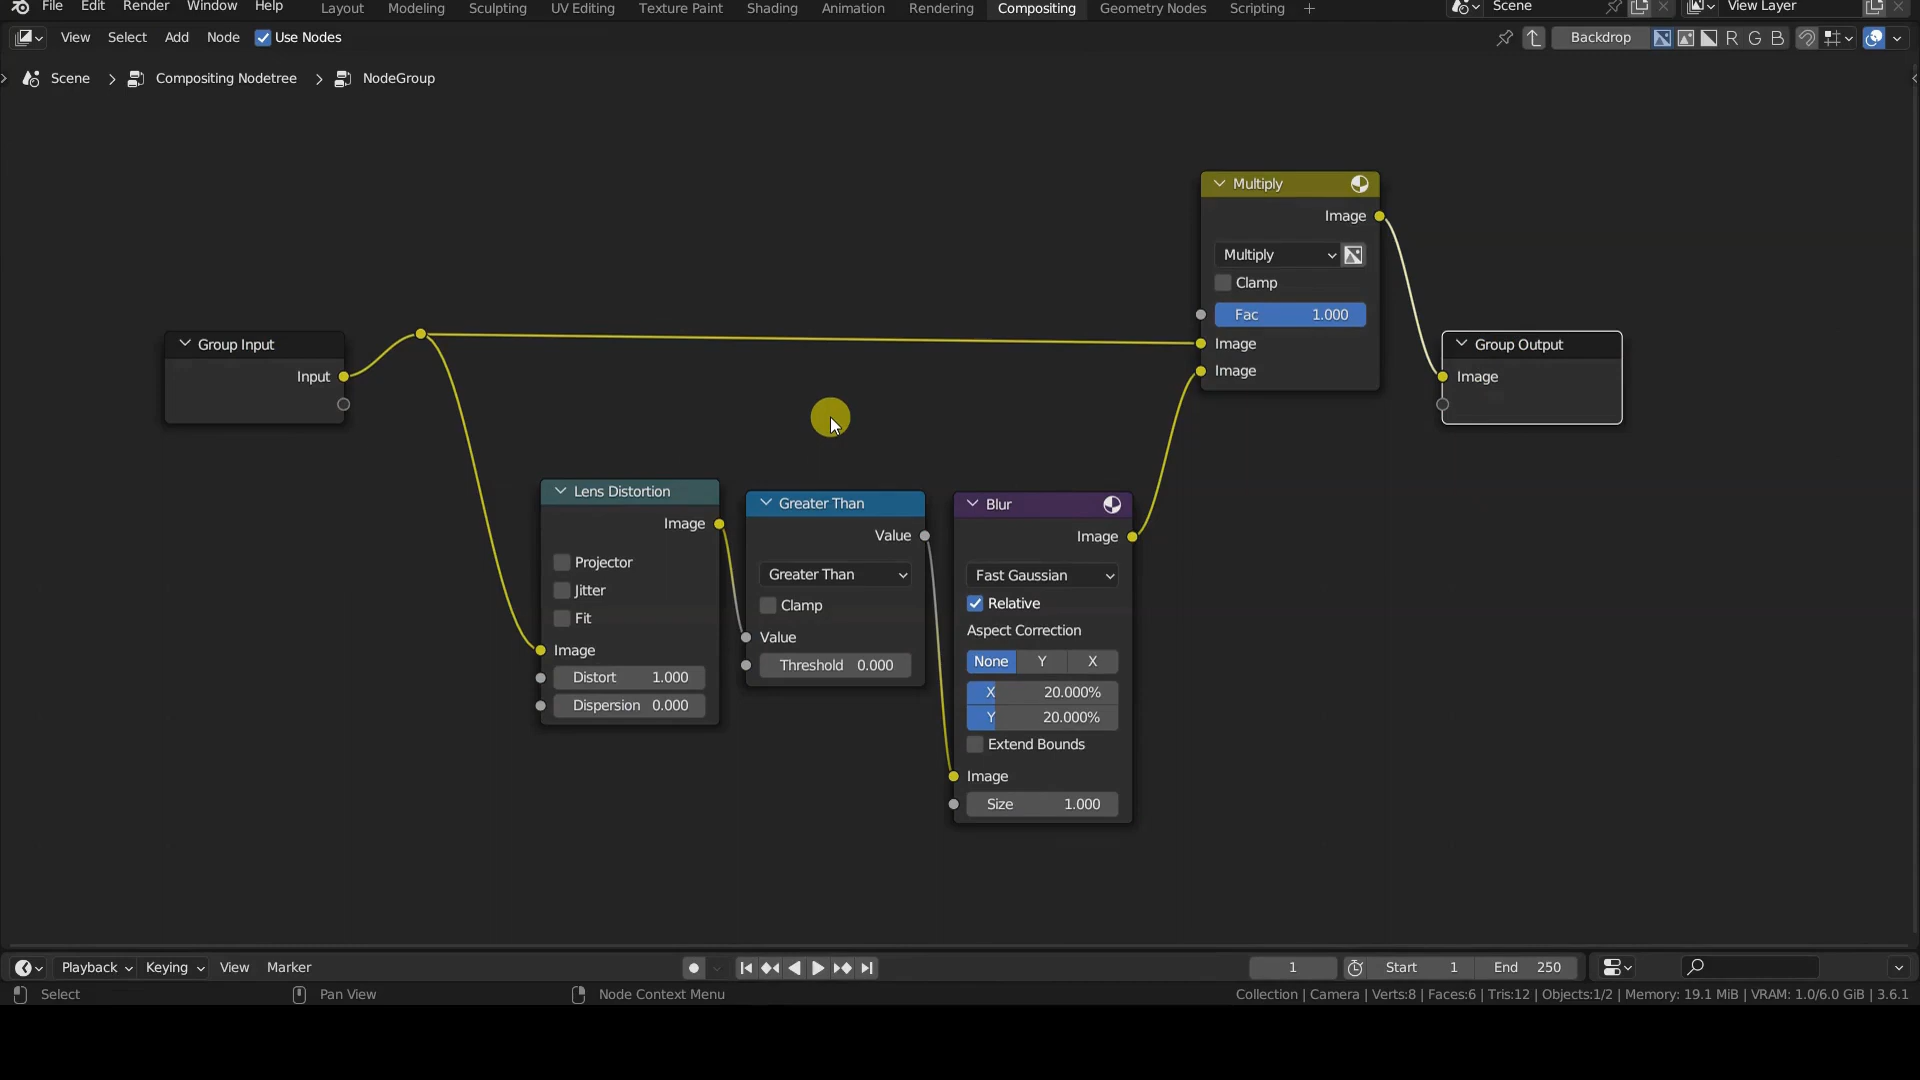 File Edit Render Window Help Layout Modeling Sculpting UV Editing Texture Paint Shading Animation Rendering Compositing Geometry Nodes Scripting + Scene View Layer
View Select Add Node Use Nodes Backdrop R G B
Scene > Compositing Nodetree > NodeGroup
Multiply
Image
Multiply
Clamp
Fac 1.000
Image
Image
Group Input
Input
Group Output
Image
Lens Distortion
Image
Projector
Jitter
Fit
Image
Distort 1.000
Dispersion 0.000
Greater Than
Value
Greater Than
Clamp
Value
Threshold 0.000
Blur
Image
Fast Gaussian
Relative
Aspect Correction
None Y X
X 20.000%
Y 20.000%
Extend Bounds
Image
Size 1.000
Playback Keying View Marker 1 Start 1 End 250
Select Pan View Node Context Menu Collection | Camera | Verts:8 | Faces:6 | Tris:12 | Objects:1/2 | Memory: 19.1 MiB | VRAM: 1.0/6.0 GiB | 3.6.1